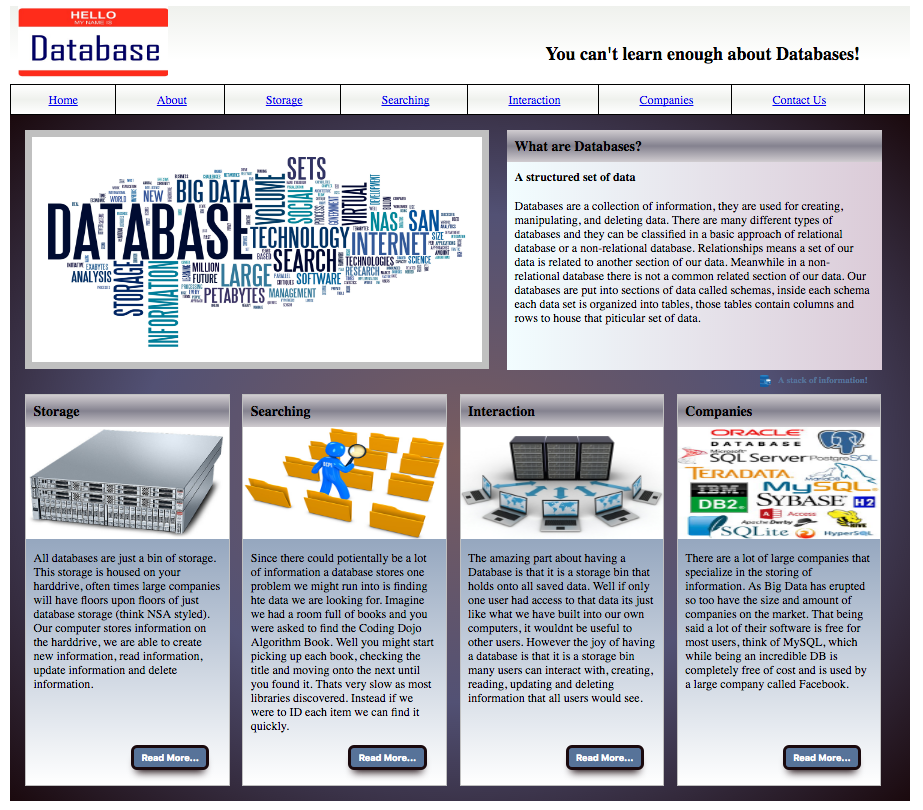 HELLO
MY NAME IS
Database
You can't learn enough about Databases!
Home About Storage Searching Interaction Companies Contact Us
SETS
BIG DATA
NEW
WORLD
VOLUME
SOCIAL
VIRTUAL
DEVELOPMENT
GOVERNMENT
DATABASE
TECHNOLOGY
NAS
SAN
SIZE
INTERNET
SEARCH
TECHNOLOGIES
SCIENCE
RESEARCH
ANALYSIS
STORAGE
INFORMATION
MILLION
FUTURE
LARGE
SOFTWARE
PETABYTES
MANAGEMENT
What are Databases?
A structured set of data
Databases are a collection of information, they are used for creating,
manipulating, and deleting data. There are many different types of
databases and they can be classified in a basic approach of relational
database or a non-relational database. Relationships means a set of our
data is related to another section of our data. Meanwhile in a non-
relational database there is not a common related section of our data. Our
databases are put into sections of data called schemas, inside each schema
each data set is organized into tables, those tables contain columns and
rows to house that piticular set of data.
A stack of information!
Storage
All databases are just a bin of storage.
This storage is housed on your
harddrive, often times large companies
will have floors upon floors of just
database storage (think NSA styled).
Our computer stores information on
the harddrive, we are able to create
new information, read information,
update information and delete
information.
Read More...
Searching
Since there could potientally be a lot
of information a database stores one
problem we might run into is finding
hte data we are looking for. Imagine
we had a room full of books and you
were asked to find the Coding Dojo
Algorithm Book. Well you might start
picking up each book, checking the
title and moving onto the next until
you found it. Thats very slow as most
libraries discovered. Instead if we
were to ID each item we can find it
quickly.
Read More...
Interaction
The amazing part about having a
Database is that it is a storage bin that
holds onto all saved data. Well if only
one user had access to that data its just
like what we have built into our own
computers, it wouldnt be useful to
other users. However the joy of having
a database is that it is a storage bin
many users can interact with, creating,
reading, updating and deleting
information that all users would see.
Read More...
Companies
ORACLE
DATABASE
Microsoft
SQL Server
PostgreSQL
TERADATA
MariaDB
IBM
DB2.
MySQL
SYBASE
H2
Access
Apache Derby
HIVE
SQLite
HyperSQL
There are a lot of large companies that
specialize in the storing of
information. As Big Data has erupted
so too have the size and amount of
companies on the market. That being
said a lot of their software is free for
most users, think of MySQL, which
while being an incredible DB is
completely free of cost and is used by
a large company called Facebook.
Read More...